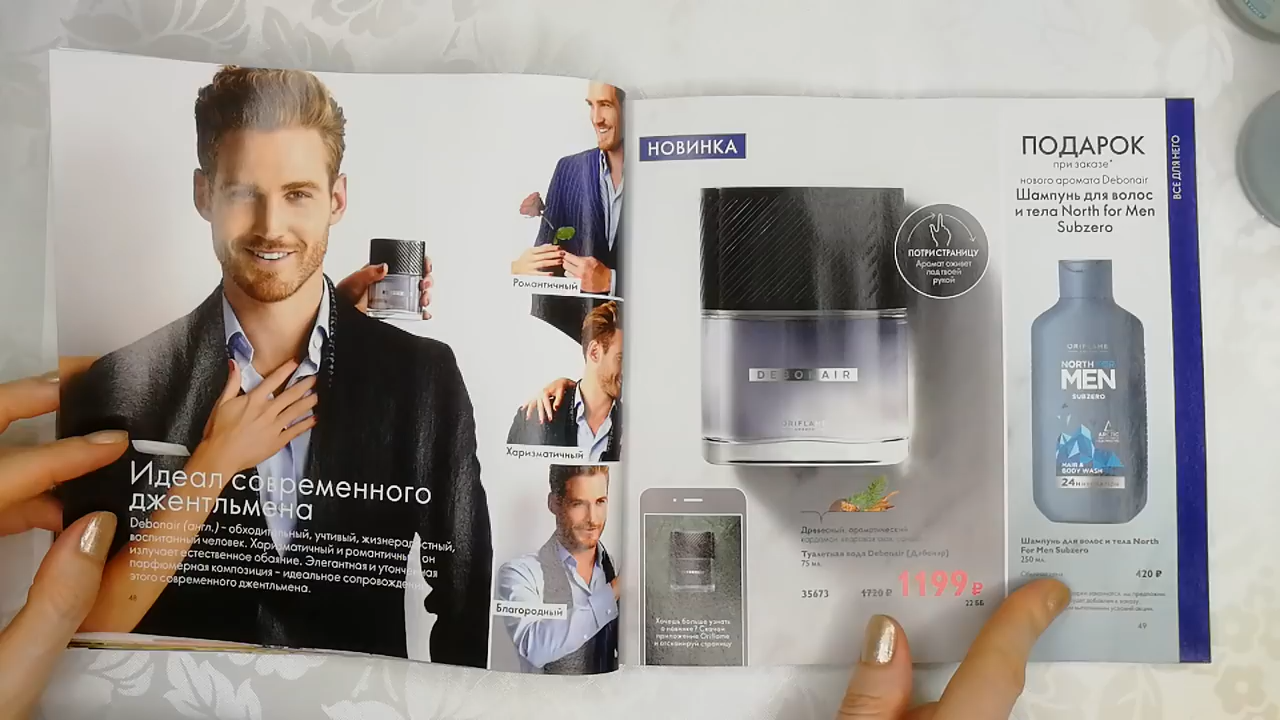 Идеал современного
джентльмена
Debonair (англ.) – обходительный, учтивый, жизнерадостный,
воспитанный человек. Харизматичный и романтичный, он
излучает естественное обаяние. Элегантная и утонченная
парфюмерная композиция – идеальное сопровождение
этого современного джентльмена.
48
Романтичный
Харизматичный
Благородный
НОВИНКА
DEBONAIR
ORIFLAME
ПОТРИ СТРАНИЦУ
Аромат оживет
под твоей
рукой
Хочешь больше узнать
о новинке? Скачай
приложение Oriflame
и отсканируй страницу
Древесный, ароматический
Туалетная вода Debonair [Дебонэр]
75 мл.
35673 1720 ₽ 1199 ₽
22 ББ
ПОДАРОК
при заказе*
нового аромата Debonair
Шампунь для волос
и тела North for Men
Subzero
ORIFLAME
NORTH FOR
MEN
SUBZERO
HAIR &
BODY WASH
24
Шампунь для волос и тела North
For Men Subzero
250 мл.
420 ₽
49
ВСЕ ДЛЯ НЕГО